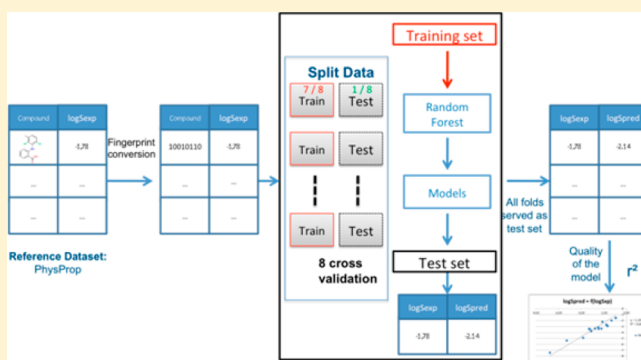 Training set
Split Data
7 / 8
1 / 8
Train
Test
Random
Forest
Compound
logSexp
-1,78
...
...
...
...
Fingerprint
conversion
Compound
logSexp
10010110
-1,78
...
...
...
...
Train
Test
Models
Train
Test
8 cross
validation
Test set
logSexp
logSpred
-1,78
-2,14
All folds
served as
test set
logSexp
logSpred
-1,78
-2,14
...
...
...
...
Reference Dataset:
PhysProp
Quality
of the
model
r²
logSpred = f(logSexp)